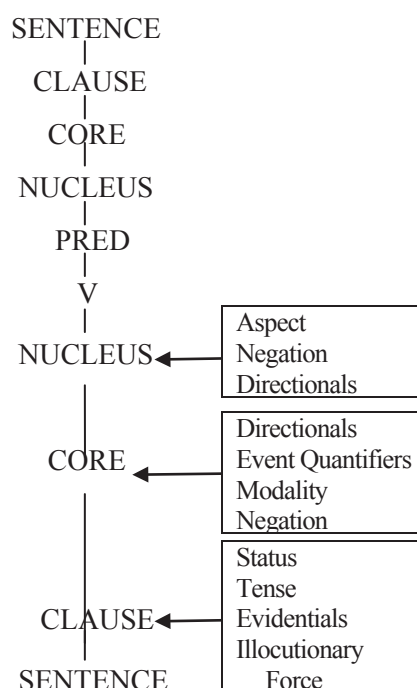 SENTENCE
CLAUSE
CORE
NUCLEUS
PRED
V
NUCLEUS
Aspect
Negation
Directionals
CORE
Directionals
Event Quantifiers
Modality
Negation
CLAUSE
Status
Tense
Evidentials
Illocutionary
Force
SENTENCE